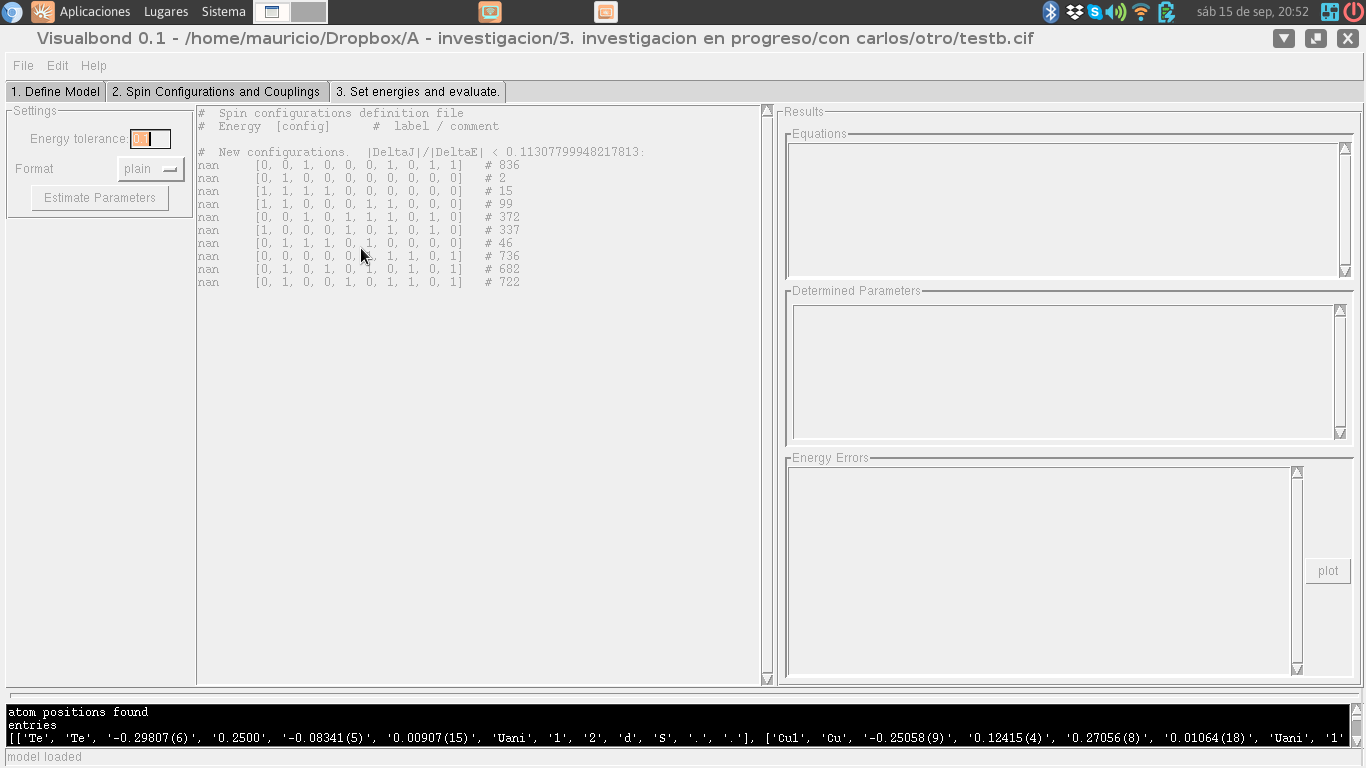 Aplicaciones Lugares Sistema sáb 15 de sep, 20:52
Visualbond 0.1 - /home/mauricio/Dropbox/A - investigacion/3. investigacion en progreso/con carlos/otro/testb.cif
File Edit Help
1. Define Model 2. Spin Configurations and Couplings 3. Set energies and evaluate.
Settings
Energy tolerance: 0.1
Format plain
Estimate Parameters
# Spin configurations definition file
# Energy [config] # label / comment
# New configurations. |DeltaJ|/|DeltaE| < 0.11307799948217813:
nan [0, 0, 1, 0, 0, 0, 1, 0, 1, 1] # 836
nan [0, 1, 0, 0, 0, 0, 0, 0, 0, 0] # 2
nan [1, 1, 1, 1, 0, 0, 0, 0, 0, 0] # 15
nan [1, 1, 0, 0, 0, 1, 1, 0, 0, 0] # 99
nan [0, 0, 1, 0, 1, 1, 1, 0, 1, 0] # 372
nan [1, 0, 0, 0, 1, 0, 1, 0, 1, 0] # 337
nan [0, 1, 1, 1, 0, 1, 0, 0, 0, 0] # 46
nan [0, 0, 0, 0, 0, 1, 1, 1, 0, 1] # 736
nan [0, 1, 0, 1, 0, 1, 0, 1, 0, 1] # 682
nan [0, 1, 0, 0, 1, 0, 1, 1, 0, 1] # 722
Results
Equations
Determined Parameters
Energy Errors
plot
atom positions found
entries
[['Te', 'Te', '-0.29807(6)', '0.2500', '-0.08341(5)', '0.00907(15)', 'Uani', '1', '2', 'd', 'S', '.', '.'], ['Cu1', 'Cu', '-0.25058(9)', '0.12415(4)', '0.27056(8)', '0.01064(18)', 'Uani', '1'
model loaded